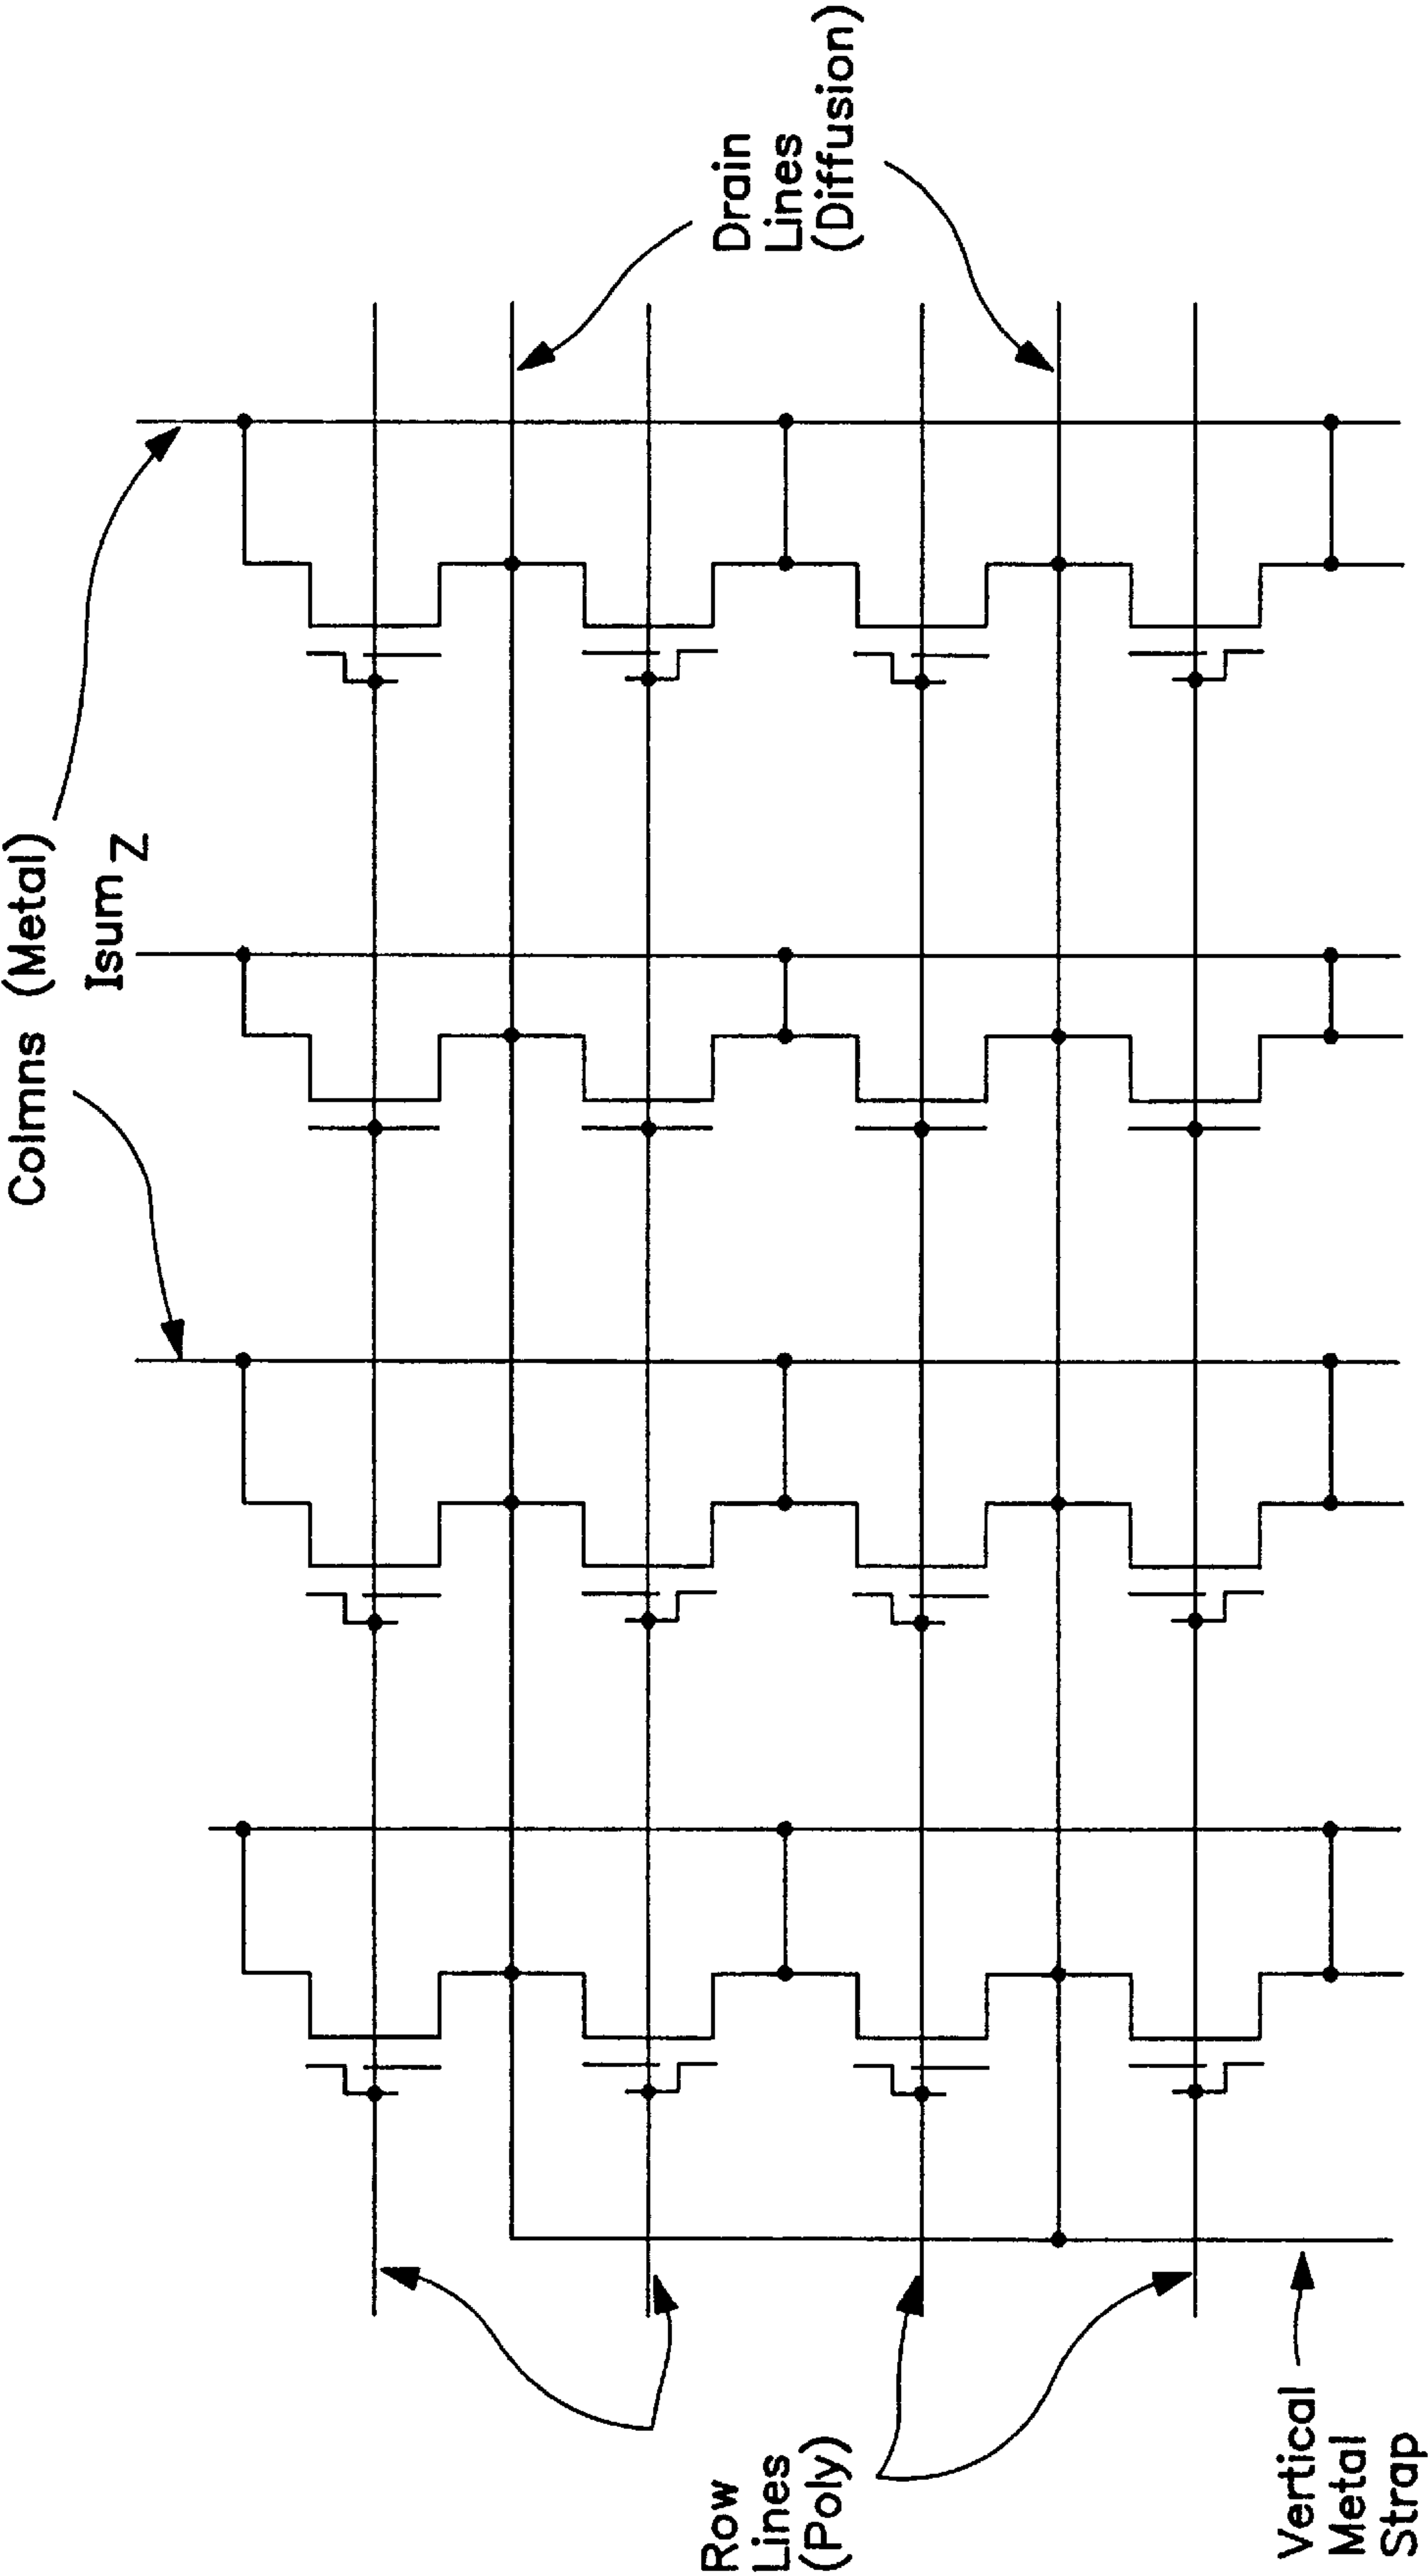 Colmns (Metal)
Isum Z
Drain
Lines
(Diffusion)
Row
Lines
(Poly)
Vertical
Metal
Strap